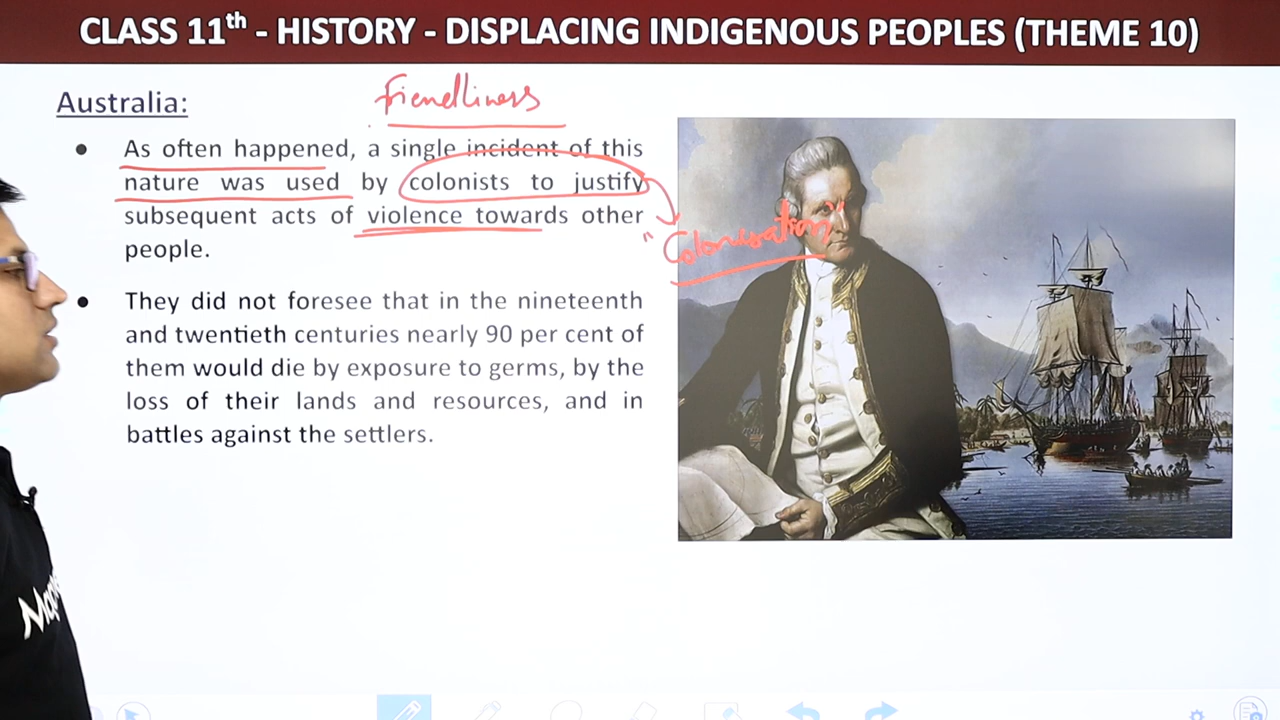 CLASS 11th - HISTORY - DISPLACING INDIGENOUS PEOPLES (THEME 10)
friendliness
Australia:
• As often happened, a single incident of this
nature was used by colonists to justify
subsequent acts of violence towards other
people.
"Colonisation"
• They did not foresee that in the nineteenth
and twentieth centuries nearly 90 per cent of
them would die by exposure to germs, by the
loss of their lands and resources, and in
battles against the settlers.